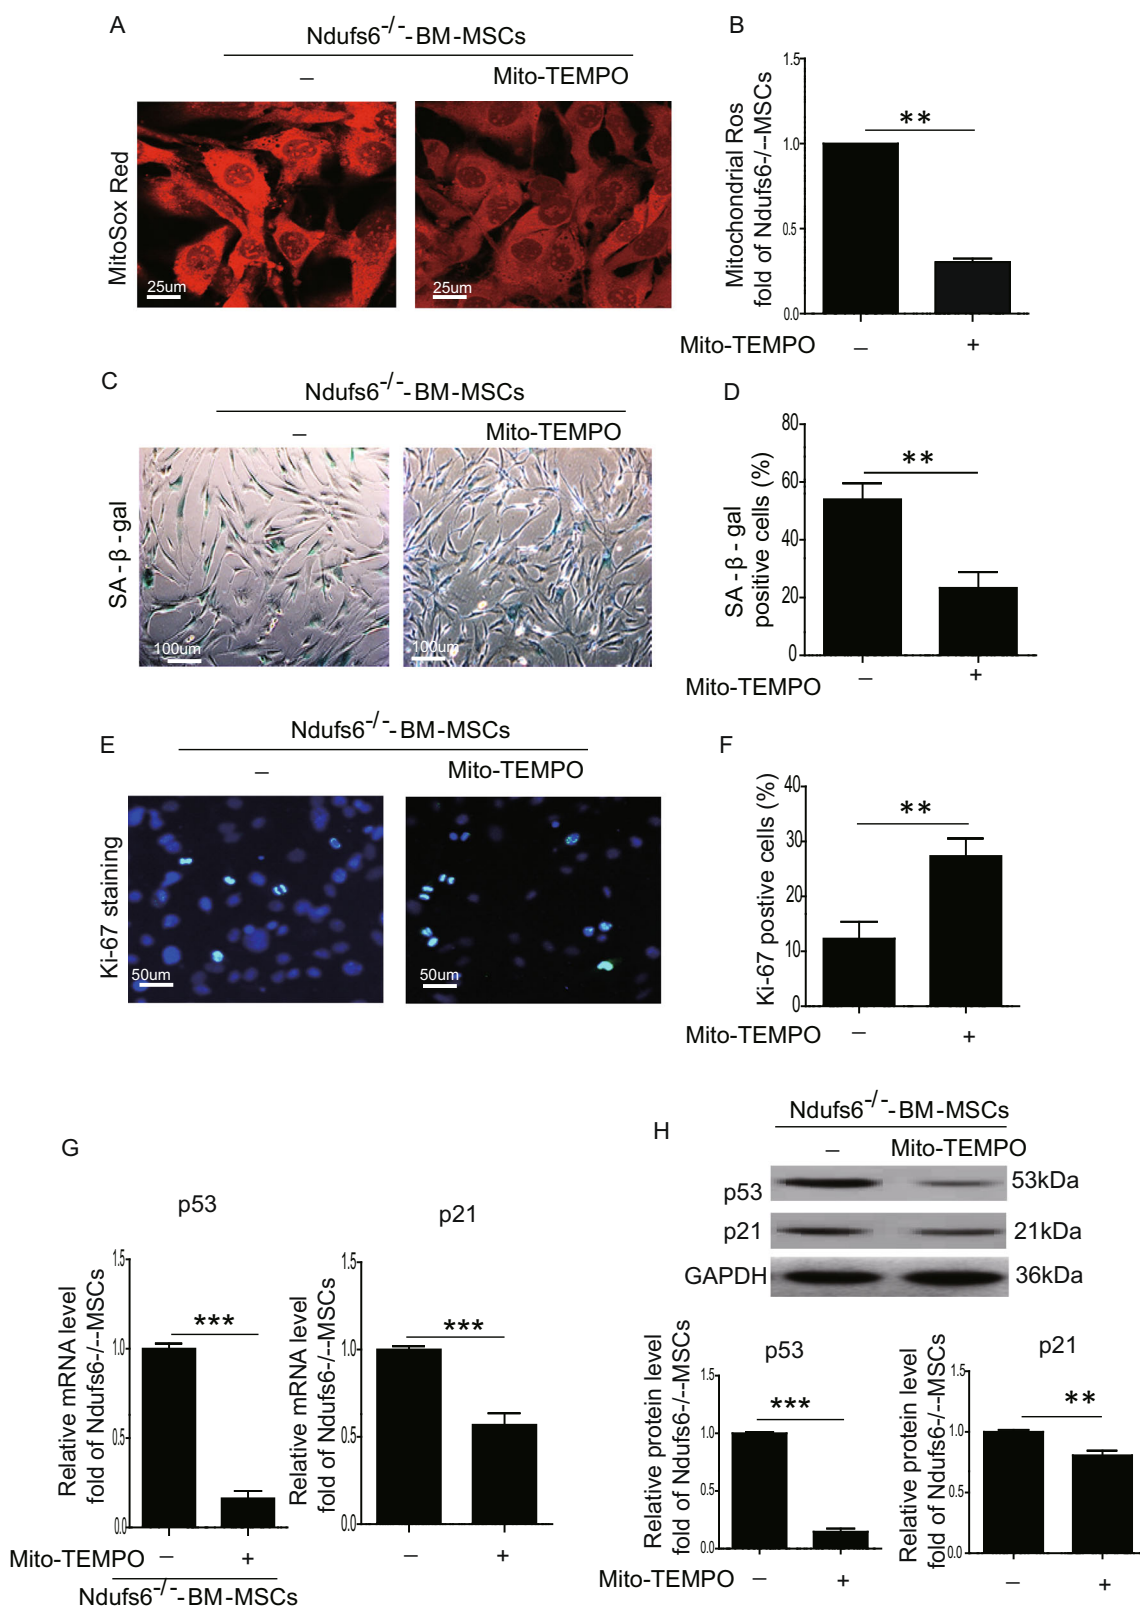 A
Ndufs6-/--BM-MSCs
– Mito-TEMPO
MitoSox Red
25um
25um
B
Mitochondrial Ros
fold of Ndufs6-/--MSCs
1.5
1.0
0.5
0.0
**
Mito-TEMPO – +
C
Ndufs6-/--BM-MSCs
– Mito-TEMPO
SA-β-gal
100um
100um
D
SA-β-gal
positive cells (%)
80
60
40
20
0
**
Mito-TEMPO – +
E
Ndufs6-/--BM-MSCs
– Mito-TEMPO
Ki-67 staining
50um
50um
F
Ki-67 postive cells (%)
40
30
20
10
0
**
Mito-TEMPO – +
G
p53
Relative mRNA level
fold of Ndufs6-/--MSCs
1.5
1.0
0.5
0.0
***
Mito-TEMPO – +
Ndufs6-/--BM-MSCs
p21
Relative mRNA level
fold of Ndufs6-/--MSCs
1.5
1.0
0.5
0.0
***
– +
H
Ndufs6-/--BM-MSCs
– Mito-TEMPO
p53 53kDa
p21 21kDa
GAPDH 36kDa
p53
Relative protein level
fold of Ndufs6-/--MSCs
1.5
1.0
0.5
0.0
***
Mito-TEMPO – +
p21
Relative protein level
fold of Ndufs6-/--MSCs
1.5
1.0
0.5
0.0
**
– +